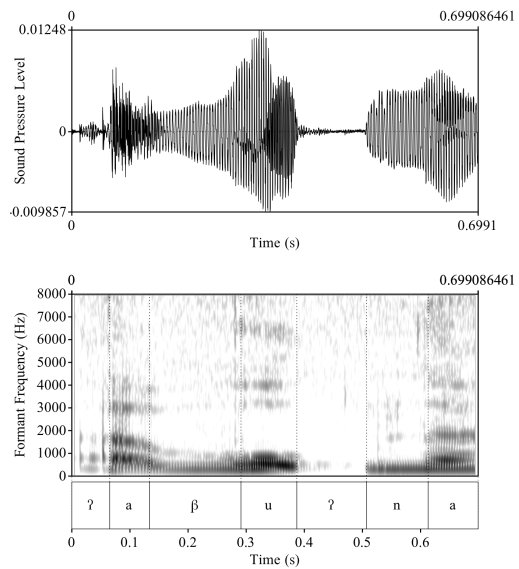 0 0.699086461
0.01248
Sound Pressure Level
0
-0.009857
0 0.6991
Time (s)
0 0.699086461
8000
7000
6000
5000
4000
3000
2000
1000
0
Formant Frequency (Hz)
ʔ a β u ʔ n a
0 0.1 0.2 0.3 0.4 0.5 0.6
Time (s)